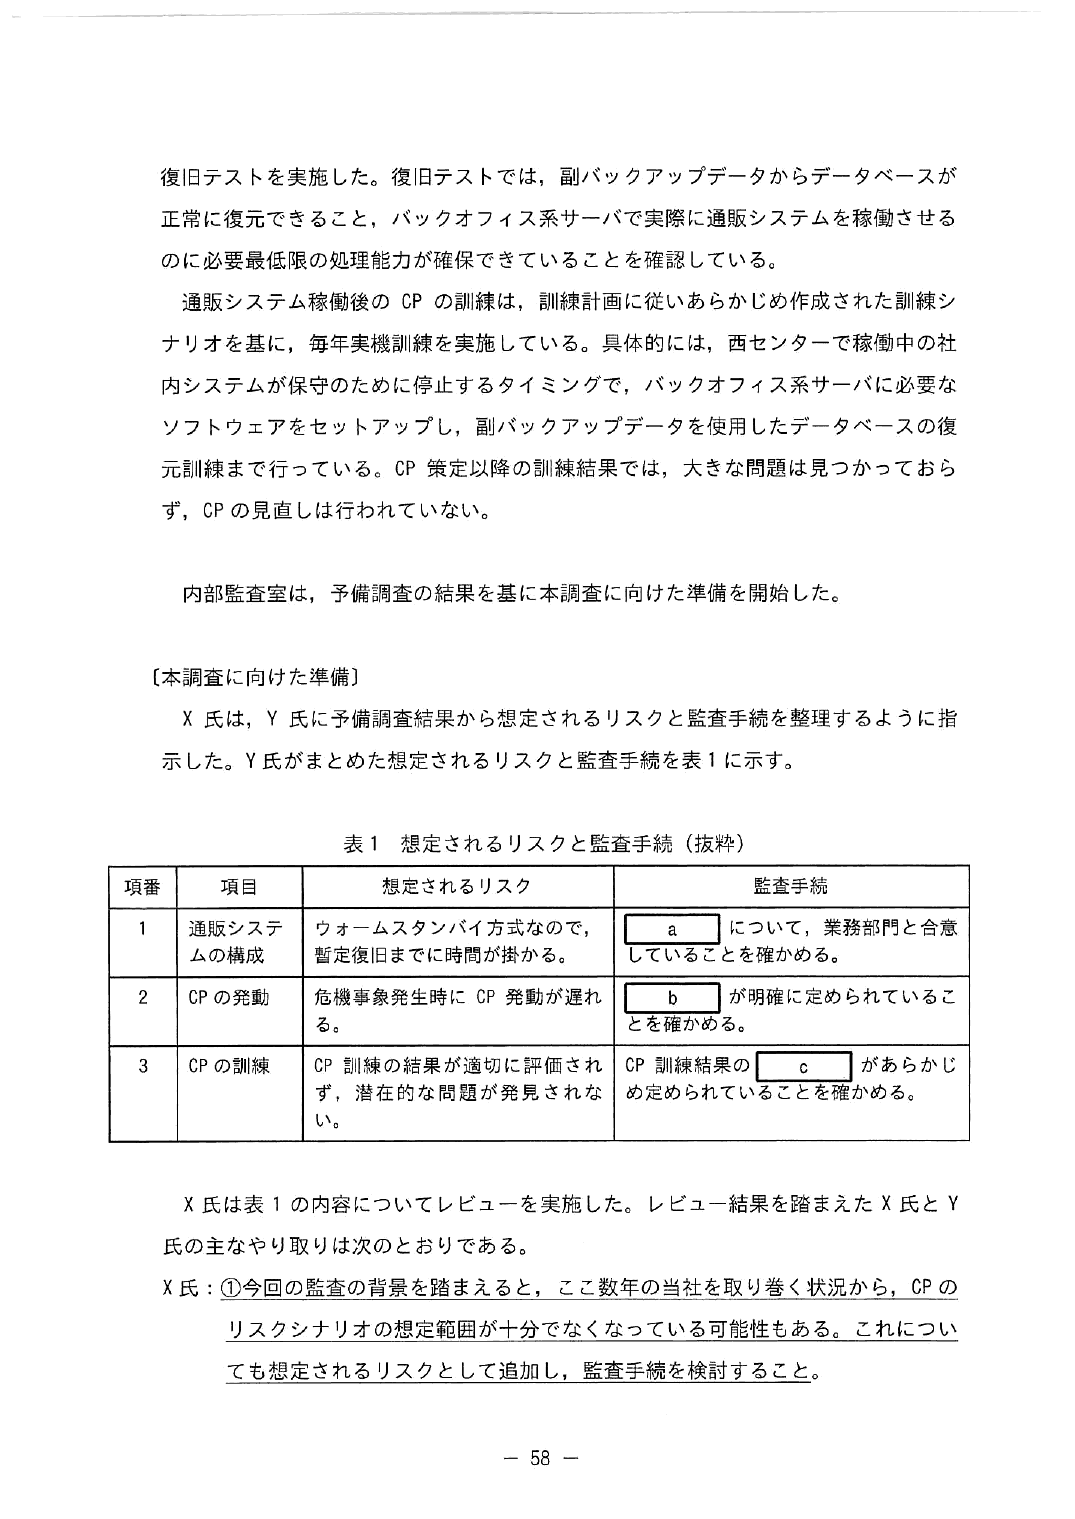 復旧テストを実施した。復旧テストでは，副バックアップデータからデータベースが
正常に復元できること，バックオフィス系サーバで実際に通販システムを稼働させる
のに必要最低限の処理能力が確保できていることを確認している。
通販システム稼働後の CP の訓練は，訓練計画に従いあらかじめ作成された訓練シ
ナリオを基に，毎年実機訓練を実施している。具体的には，西センターで稼働中の社
内システムが保守のために停止するタイミングで，バックオフィス系サーバに必要な
ソフトウェアをセットアップし，副バックアップデータを使用したデータベースの復
元訓練まで行っている。CP 策定以降の訓練結果では，大きな問題は見つかっておら
ず，CP の見直しは行われていない。
内部監査室は，予備調査の結果を基に本調査に向けた準備を開始した。
〔本調査に向けた準備〕
X 氏は，Y 氏に予備調査結果から想定されるリスクと監査手続を整理するように指
示した。Y 氏がまとめた想定されるリスクと監査手続を表 1 に示す。
表 1 想定されるリスクと監査手続（抜粋）
項番 項目 想定されるリスク 監査手続
1 通販システ ウォームスタンバイ方式なので， a について，業務部門と合意
ムの構成 暫定復旧までに時間が掛かる。 していることを確かめる。
2 CP の発動 危機事象発生時に CP 発動が遅れ b が明確に定められているこ
る。 とを確かめる。
3 CP の訓練 CP 訓練の結果が適切に評価され CP 訓練結果の c があらかじ
ず，潜在的な問題が発見されな め定められていることを確かめる。
い。
X 氏は表 1 の内容についてレビューを実施した。レビュー結果を踏まえた X 氏と Y
氏の主なやり取りは次のとおりである。
X 氏：①今回の監査の背景を踏まえると，ここ数年の当社を取り巻く状況から，CP の
リスクシナリオの想定範囲が十分でなくなっている可能性もある。これについ
ても想定されるリスクとして追加し，監査手続を検討すること。
－ 58 －